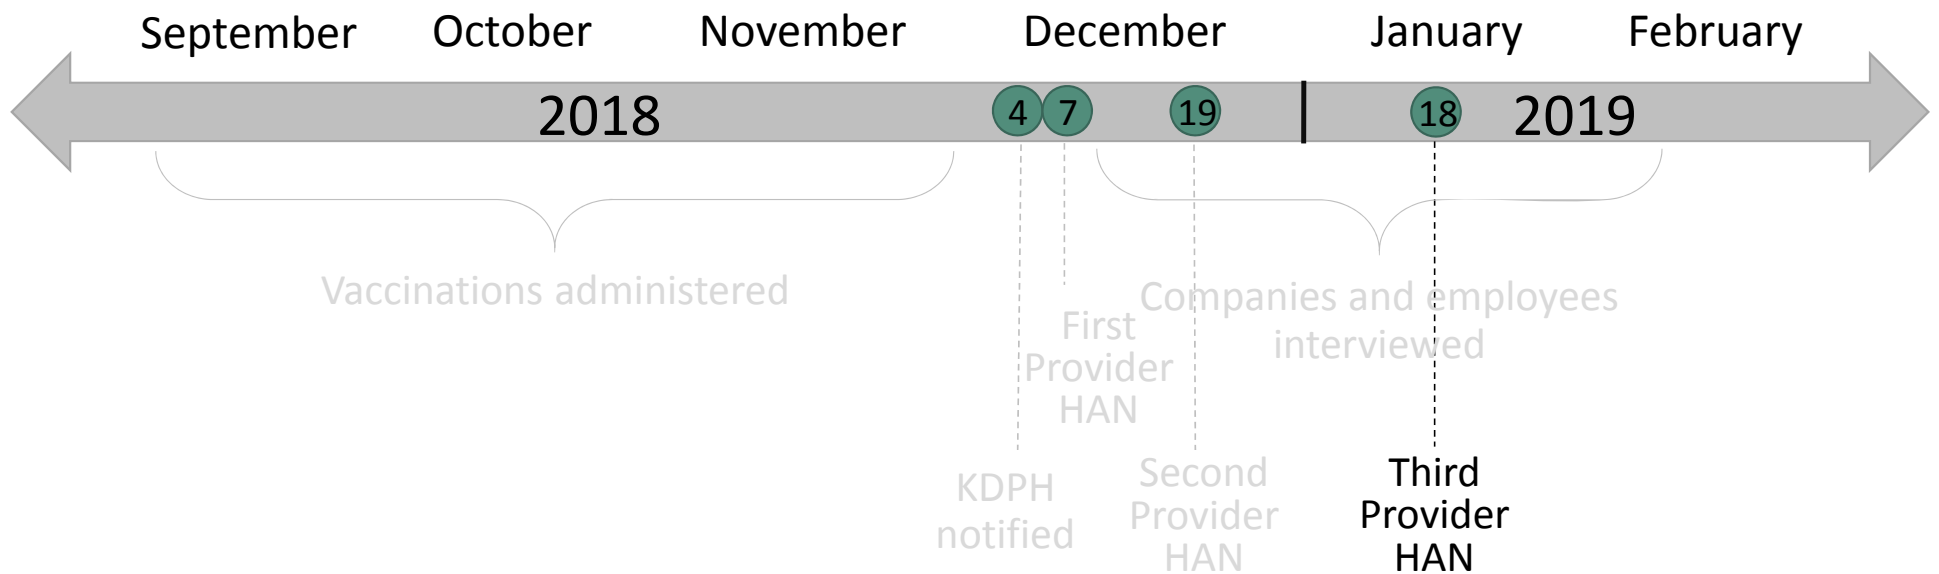 September October November December January February
2018 4 7 19 18 2019
Vaccinations administered
Companies and employees
interviewed
First
Provider
HAN
KDPH
notified
Second
Provider
HAN
Third
Provider
HAN